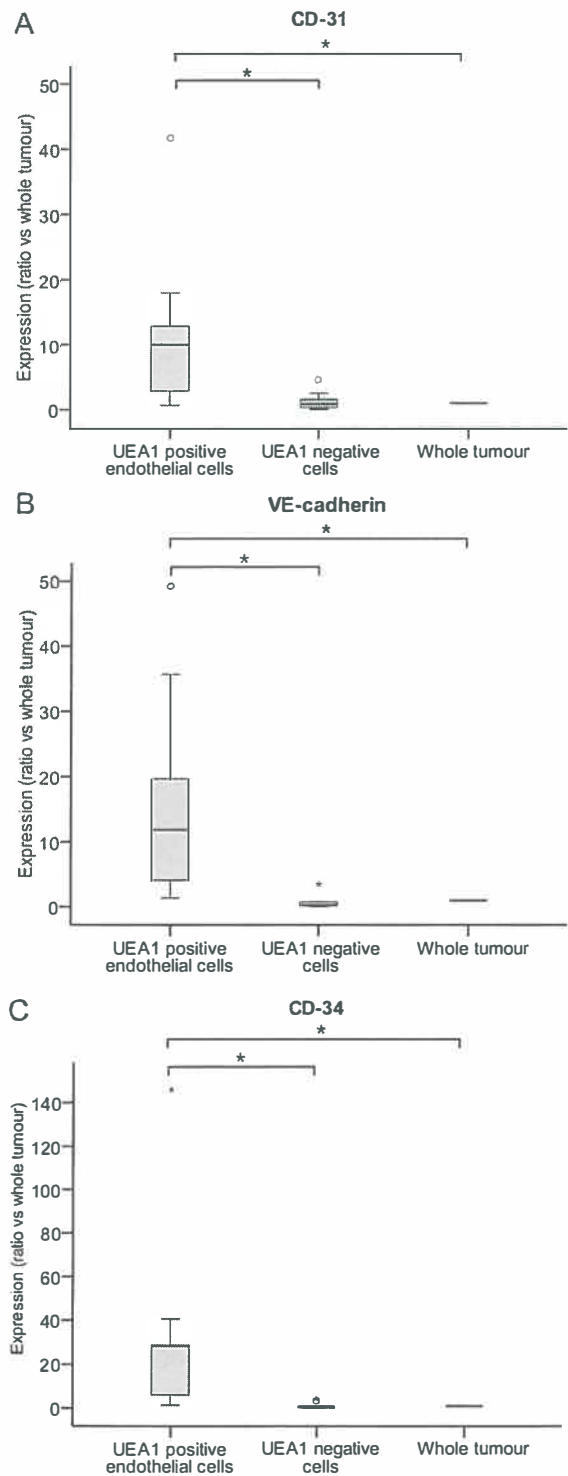 A
CD-31
*
*
Expression (ratio vs whole tumour)
50
40
30
20
10
0
UEA1 positive endothelial cells
UEA1 negative cells
Whole tumour
B
VE-cadherin
*
*
Expression (ratio vs whole tumour)
50
40
30
20
10
0
*
UEA1 positive endothelial cells
UEA1 negative cells
Whole tumour
C
CD-34
*
*
Expression (ratio vs whole tumour)
140
120
100
80
60
40
20
0
*
UEA1 positive endothelial cells
UEA1 negative cells
Whole tumour